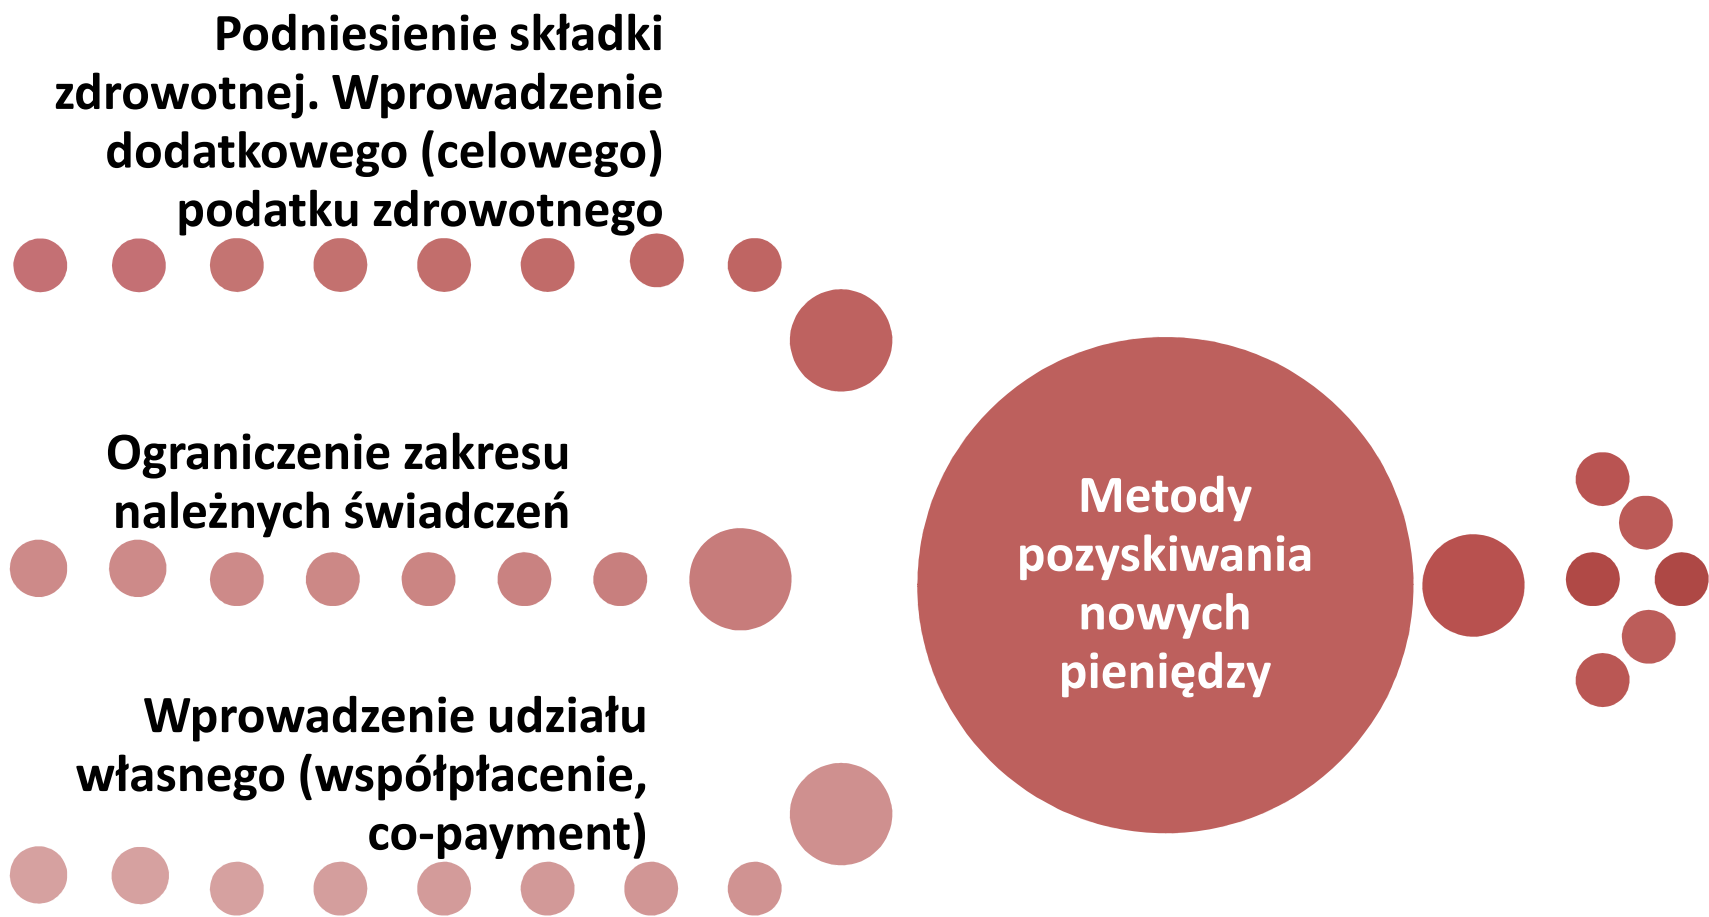 Podniesienie składki
zdrowotnej. Wprowadzenie
dodatkowego (celowego)
podatku zdrowotnego
Ograniczenie zakresu
należnych świadczeń
Wprowadzenie udziału
własnego (współpłacenie,
co-payment)
Metody
pozyskiwania
nowych
pieniędzy